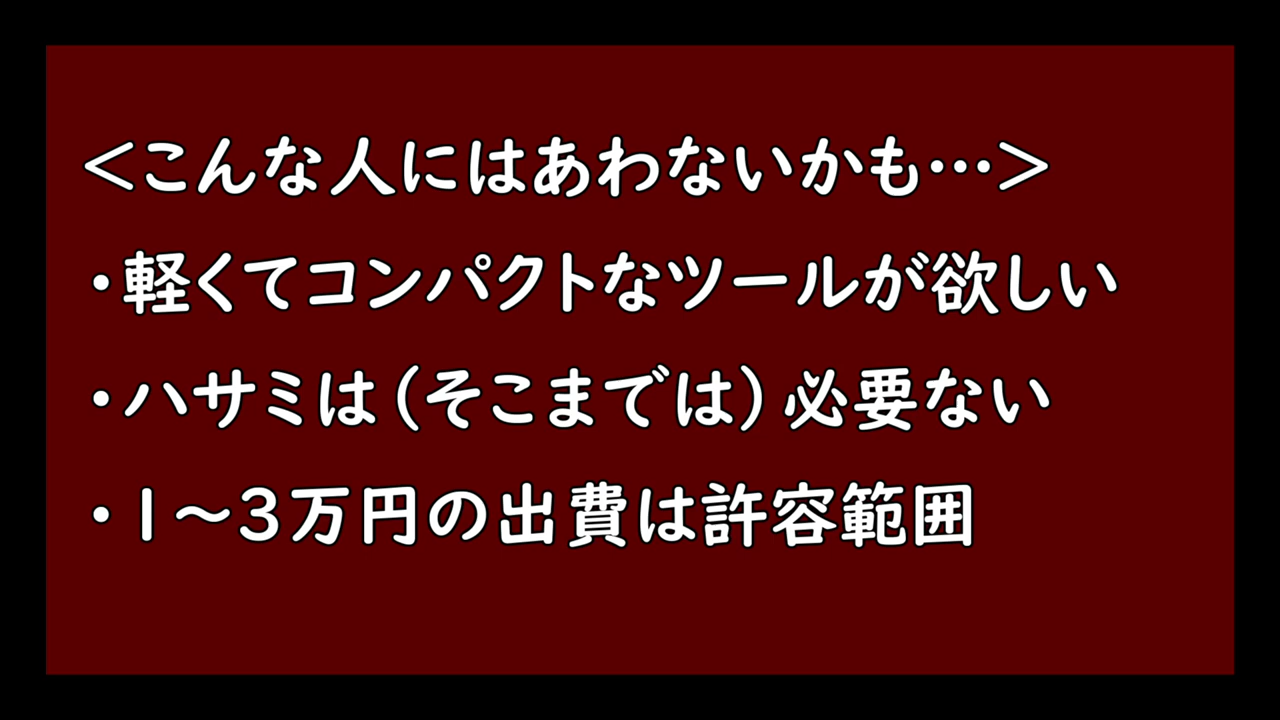 <こんな人にはあわないかも…>
・軽くてコンパクトなツールが欲しい
・ハサミは(そこまでは)必要ない
・1〜3万円の出費は許容範囲